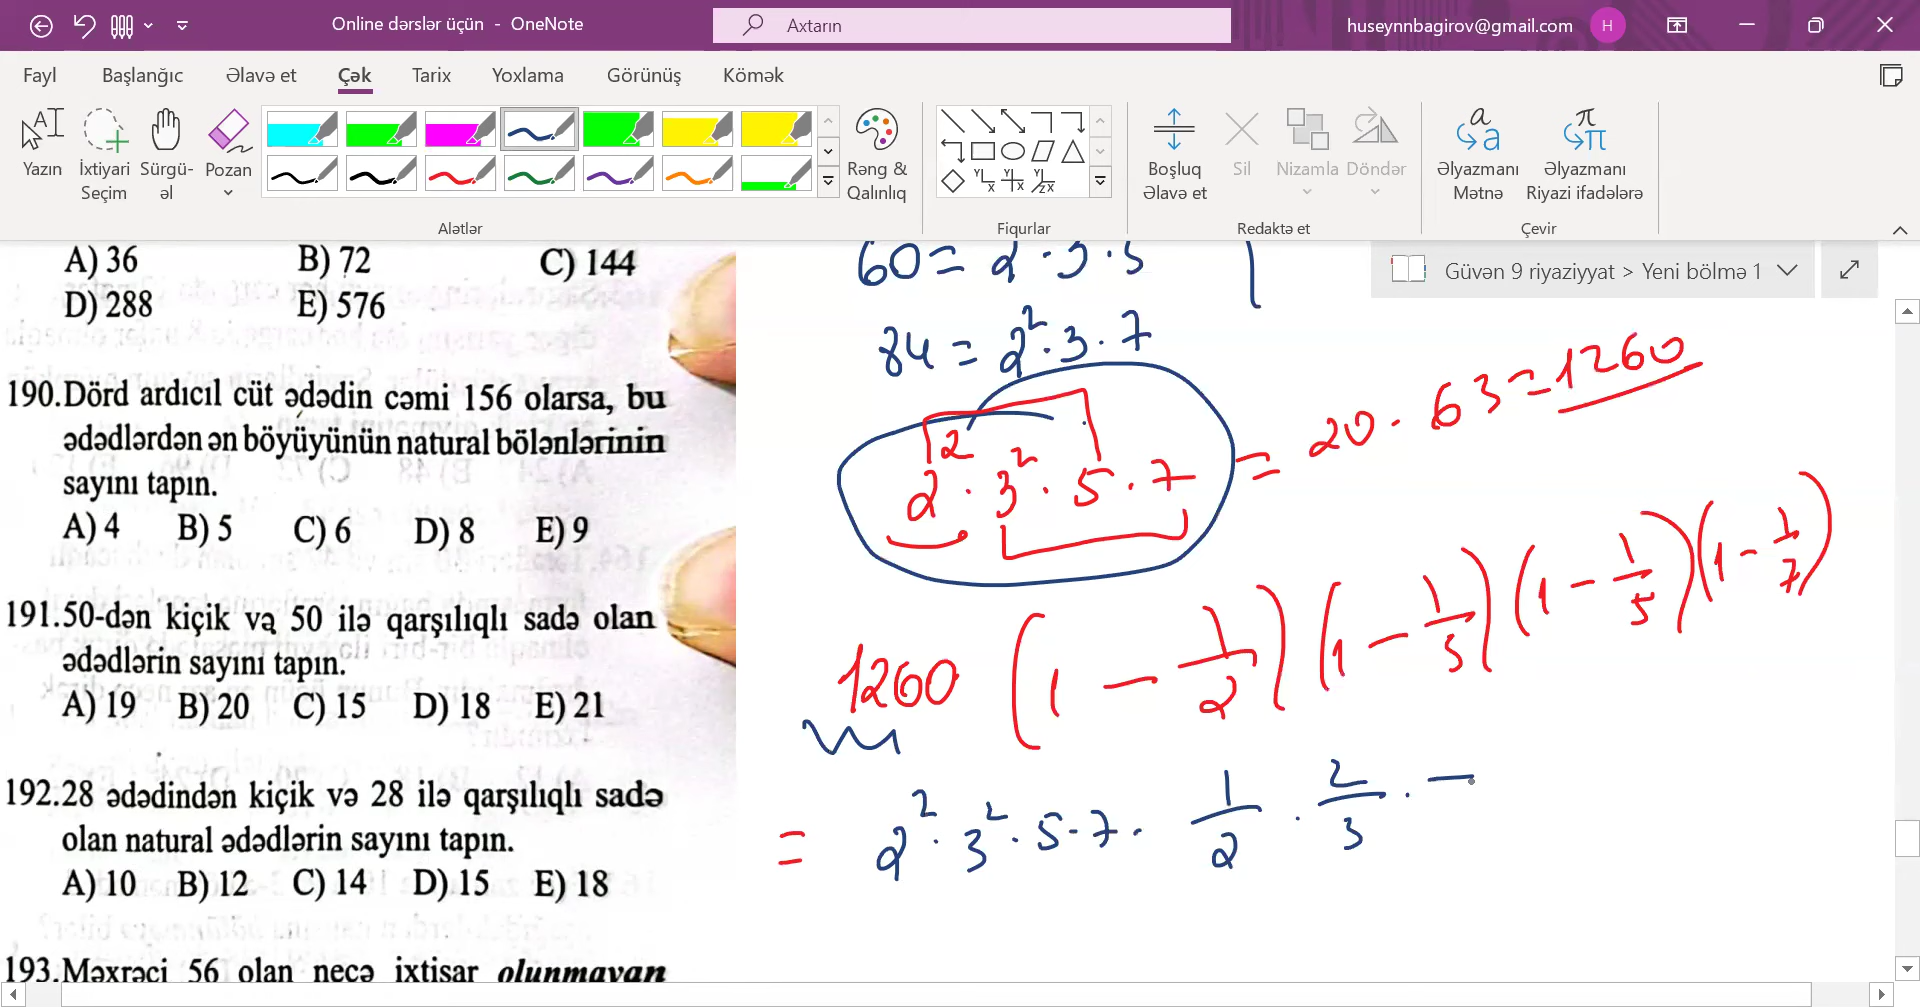 Online dərslər üçün - OneNote
Axtarın
huseynnbagirov@gmail.com H
Fayl Başlanğıc Əlavə et Çək Tarix Yoxlama Görünüş Kömək
Yazın İxtiyari Seçim Sürgü-əl Pozan
Rəng & Qalınlıq
Boşluq Əlavə et Sil Nizamla Döndər
Əlyazmanı Mətnə Əlyazmanı Riyazi ifadələrə
Alətlər Fiqurlar Redaktə et Çevir
Güvən 9 riyaziyyat > Yeni bölmə 1
A) 36 B) 72 C) 144
D) 288 E) 576
190. Dörd ardıcıl cüt ədədin cəmi 156 olarsa, bu
ədədlərdən ən böyüyünün natural bölənlərinin
sayını tapın.
A) 4 B) 5 C) 6 D) 8 E) 9
191. 50-dən kiçik və 50 ilə qarşılıqlı sadə olan
ədədlərin sayını tapın.
A) 19 B) 20 C) 15 D) 18 E) 21
192. 28 ədədindən kiçik və 28 ilə qarşılıqlı sadə
olan natural ədədlərin sayını tapın.
A) 10 B) 12 C) 14 D) 15 E) 18
193. Məxrəci 56 olan neçə ixtisar olunmayan
60 = 2 · 3 · 5
84 = 2² · 3 · 7
2² · 3² · 5 · 7 = 20 · 63 = 1260
1260 (1 - 1/2) (1 - 1/3) (1 - 1/5) (1 - 1/7)
= 2² · 3² · 5 · 7 · 1/2 · 2/3 ·